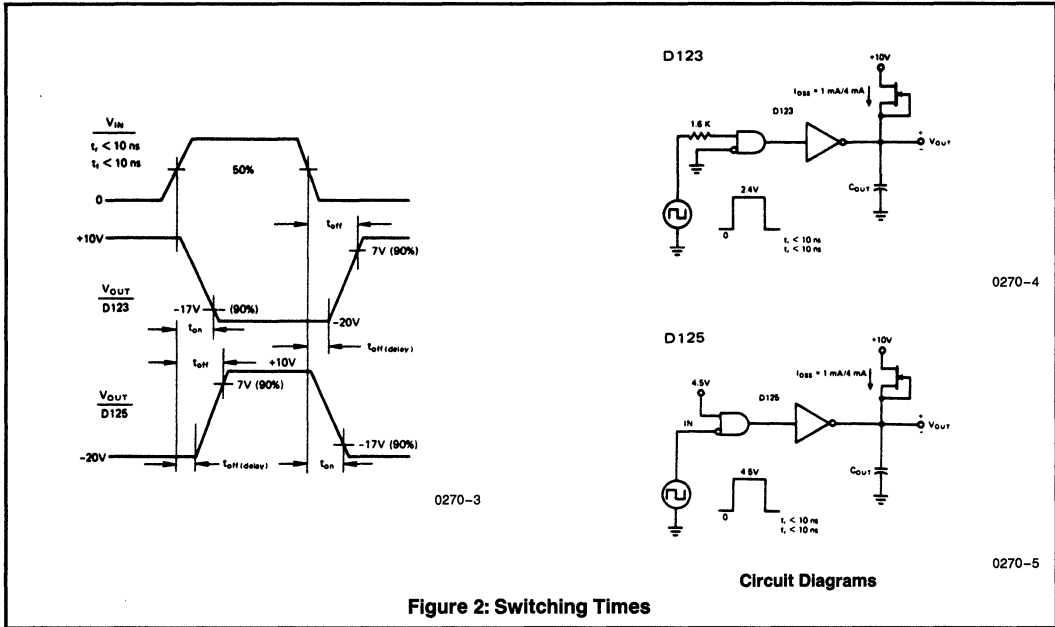 V_IN
t_r < 10 ns
t_f < 10 ns
50%
0
+10V
t_off
7V (90%)
V_OUT
D123
-17V (90%)
-20V
t_on
t_off (delay)
t_off
+10V
7V (90%)
V_OUT
D125
-17V (90%)
-20V
t_off (delay)
t_on
0270-3
D123
+10V
I_DSS = 1 mA/4 mA
D123
1.6 K
+
V_OUT
-
C_OUT
2.4V
0
t_r < 10 ns
t_f < 10 ns
0270-4
D125
+10V
I_DSS = 1 mA/4 mA
4.5V
D125
IN
+
V_OUT
-
C_OUT
4.5V
0
t_r < 10 ns
t_f < 10 ns
0270-5
Circuit Diagrams
Figure 2: Switching Times